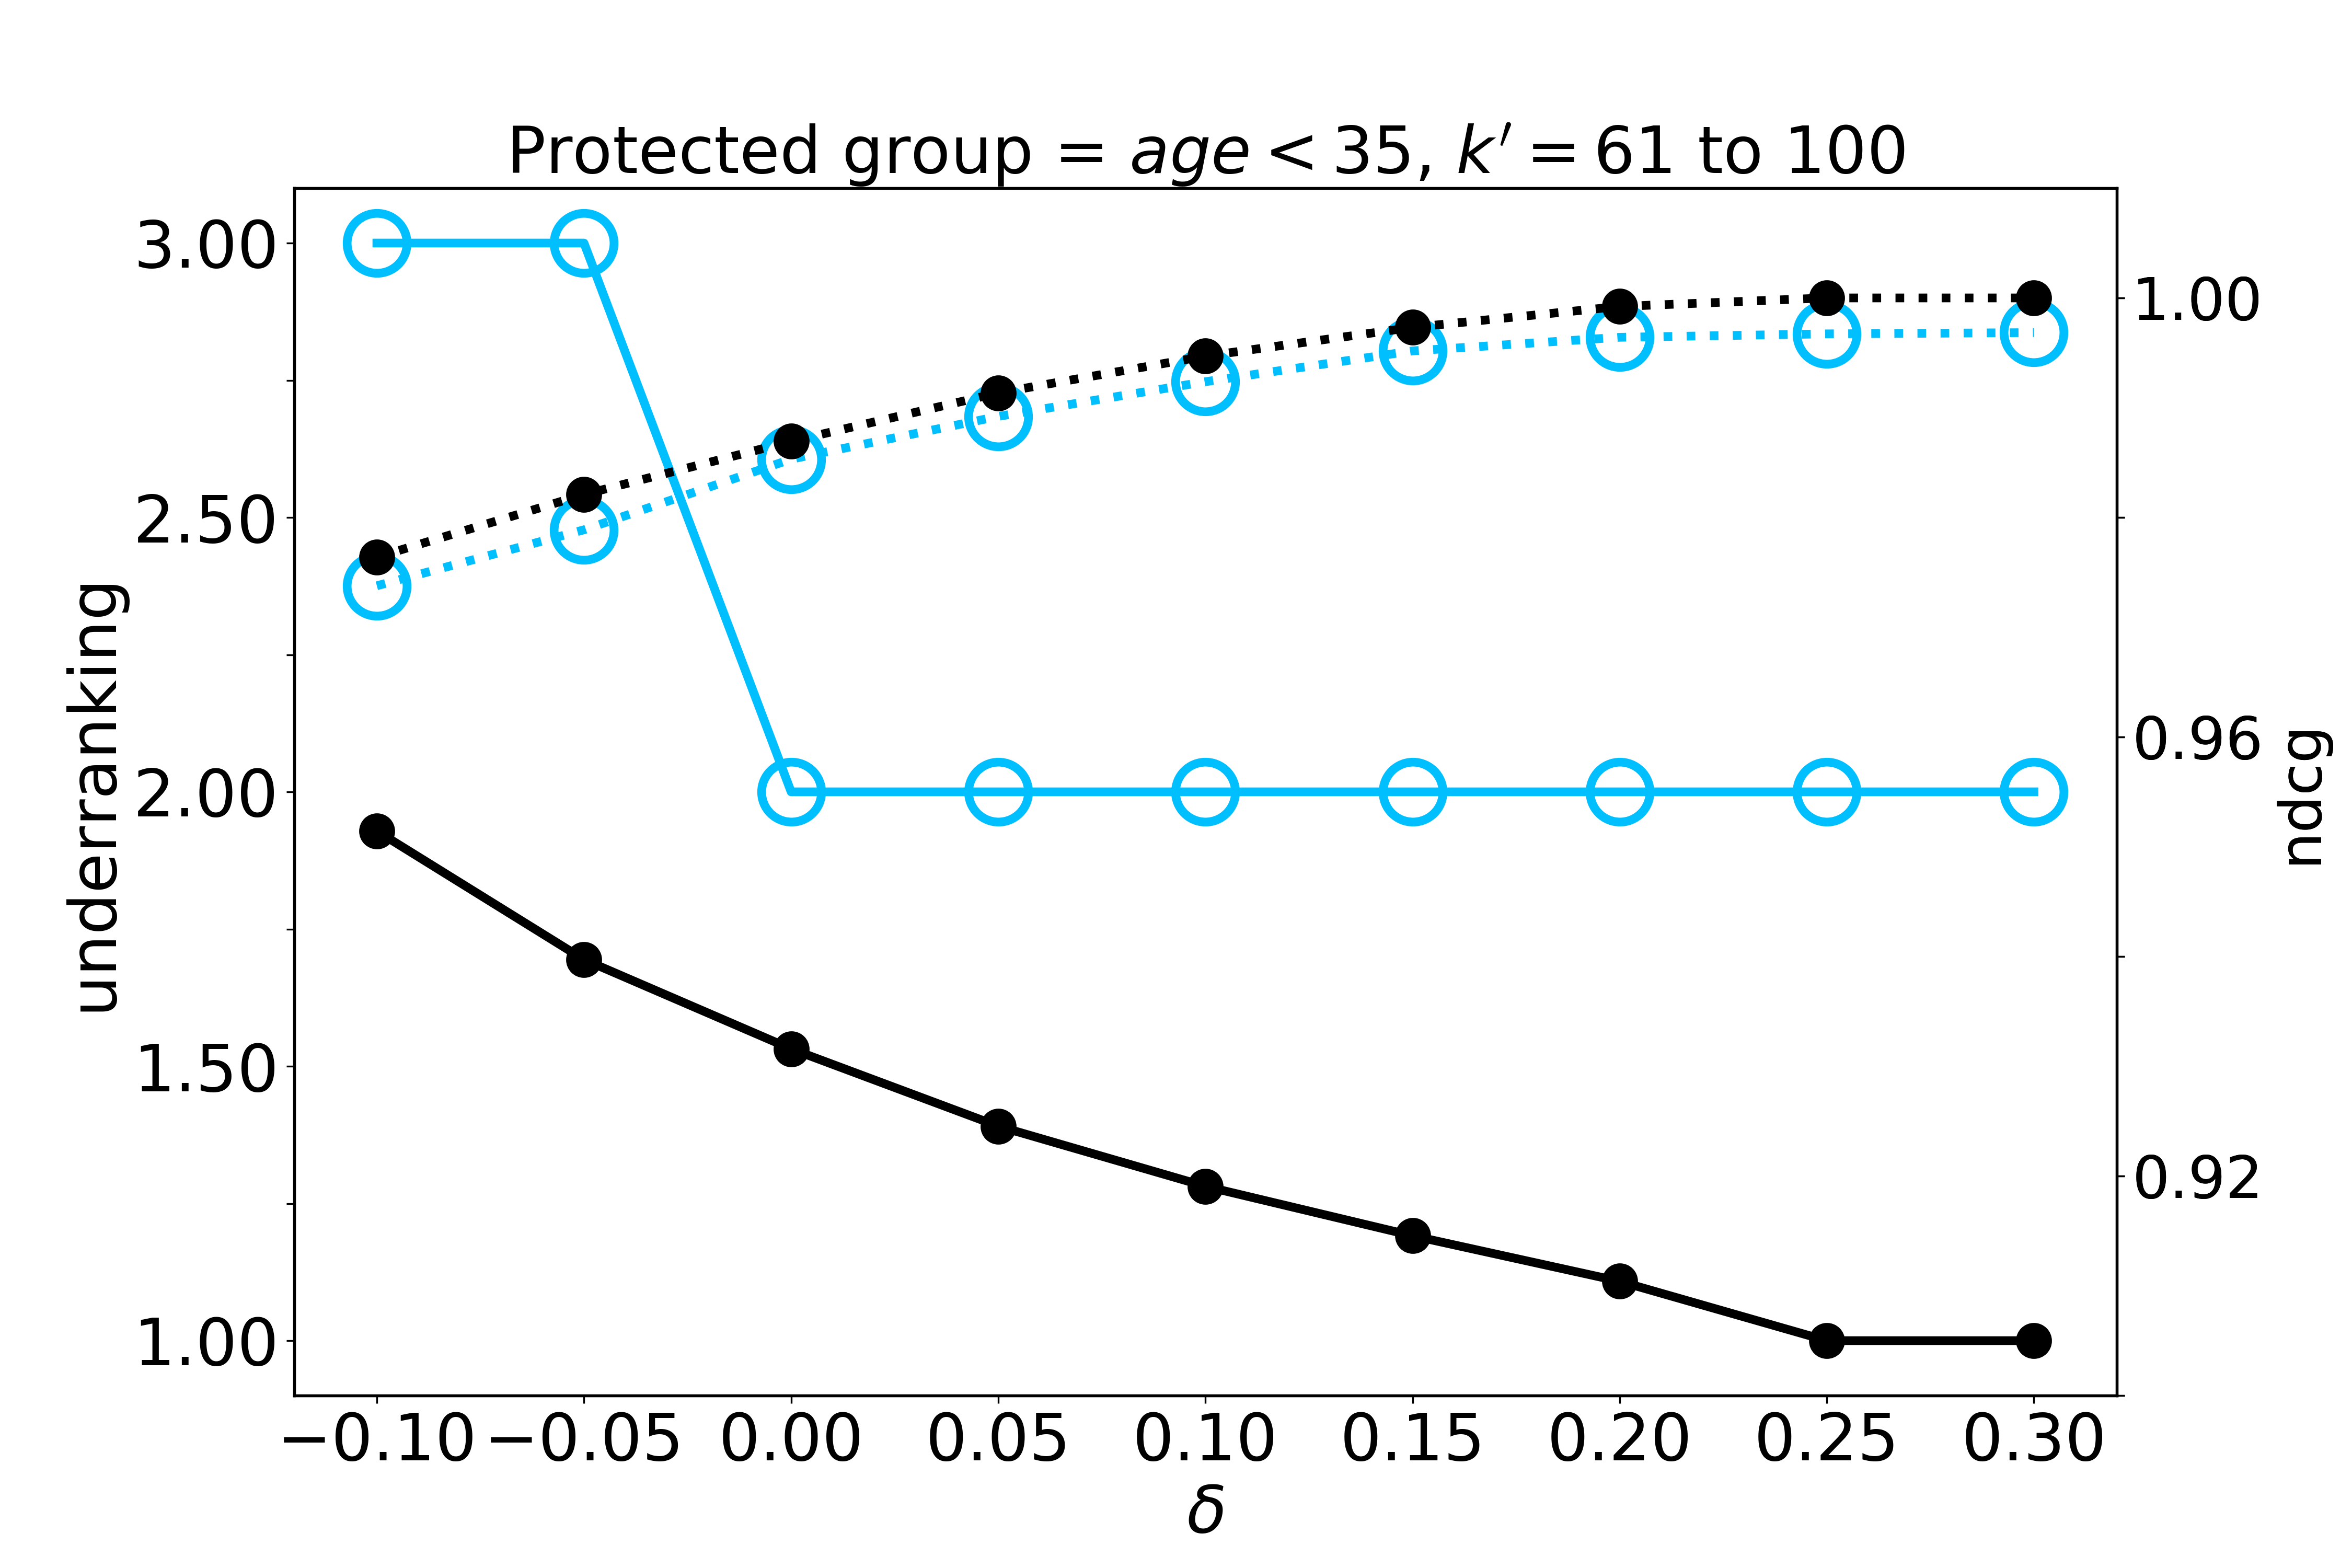 Protected group = age < 35, k′ = 61 to 100
underranking
3.00
2.50
2.00
1.50
1.00
1.00
0.96
0.92
ndcg
−0.10 −0.05 0.00 0.05 0.10 0.15 0.20 0.25 0.30
δ